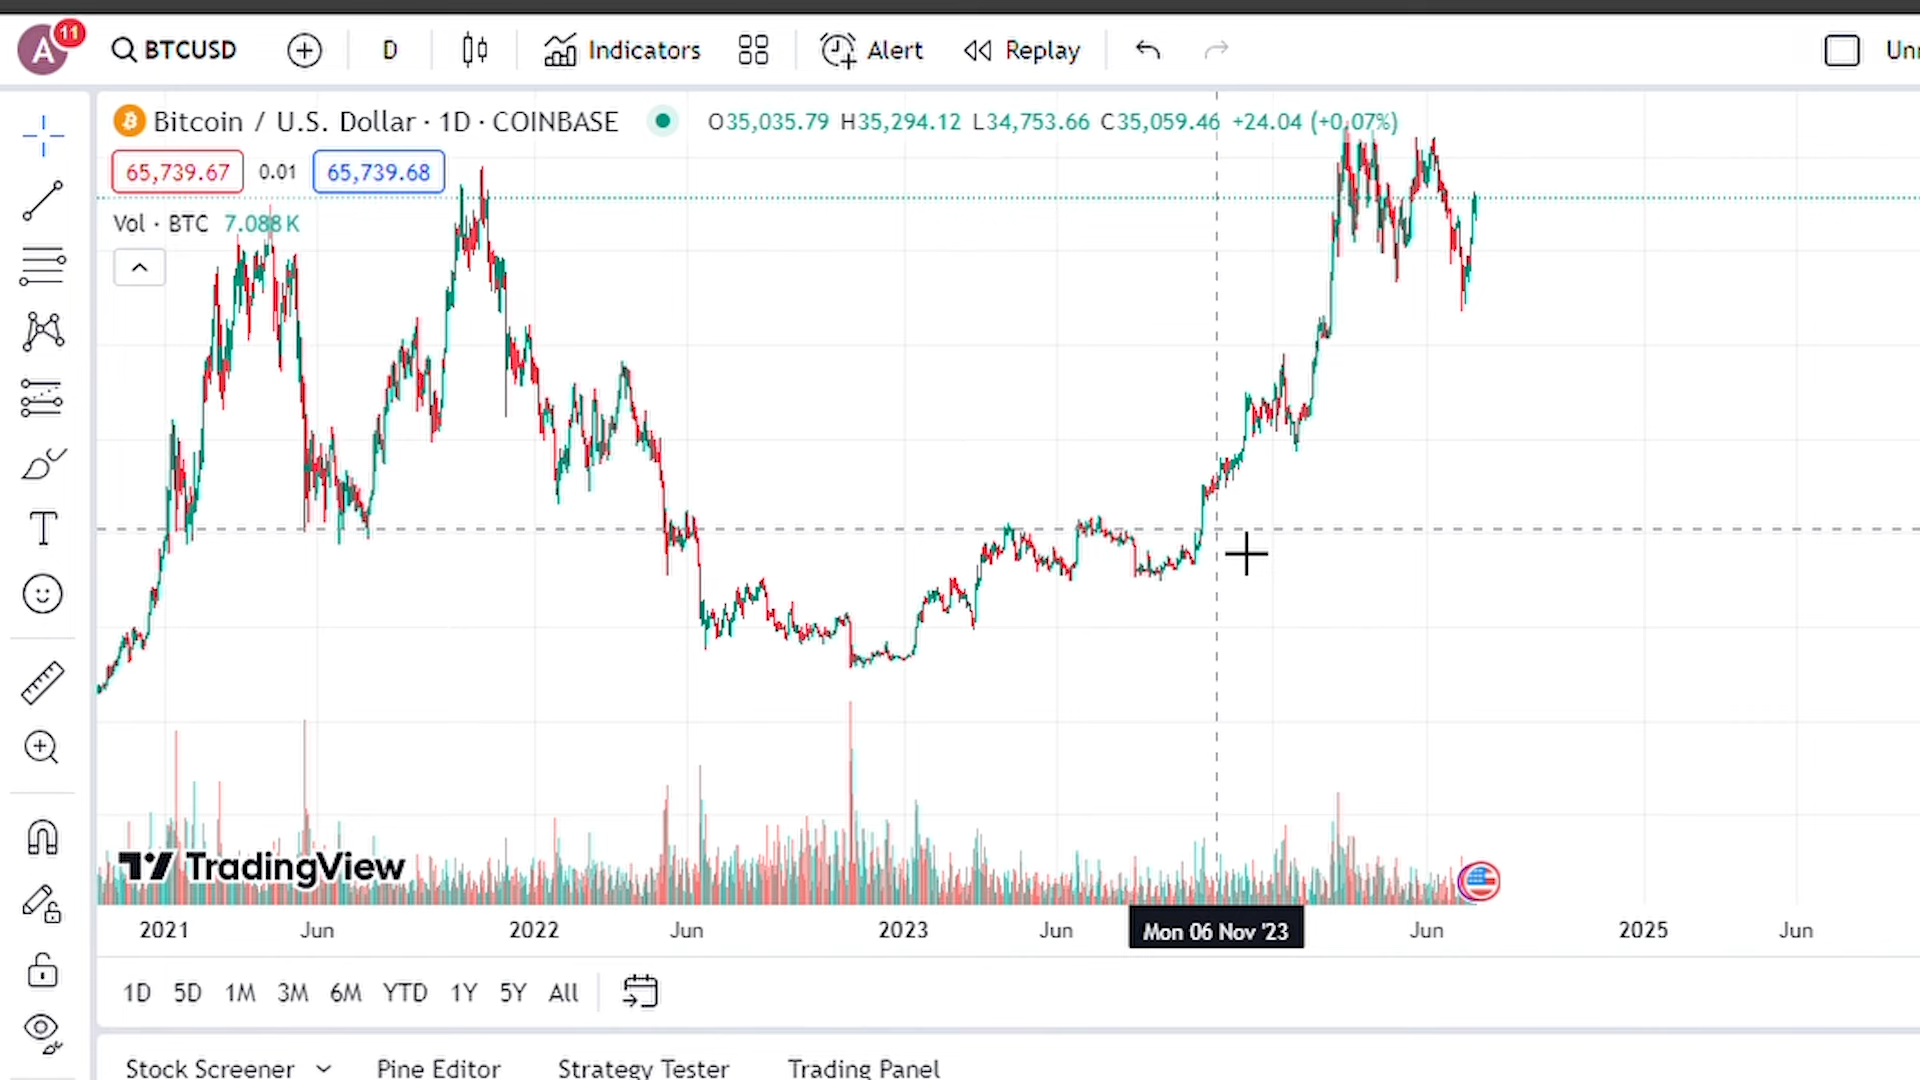 A 11 BTCUSD D Indicators Alert Replay Unn
Bitcoin / U.S. Dollar · 1D · COINBASE O35,035.79 H35,294.12 L34,753.66 C35,059.46 +24.04 (+0.07%)
65,739.67 0.01 65,739.68
Vol · BTC 7.088K
T
TradingView
2021 Jun 2022 Jun 2023 Jun Mon 06 Nov '23 Jun 2025 Jun
1D 5D 1M 3M 6M YTD 1Y 5Y All
Stock Screener Pine Editor Strategy Tester Trading Panel